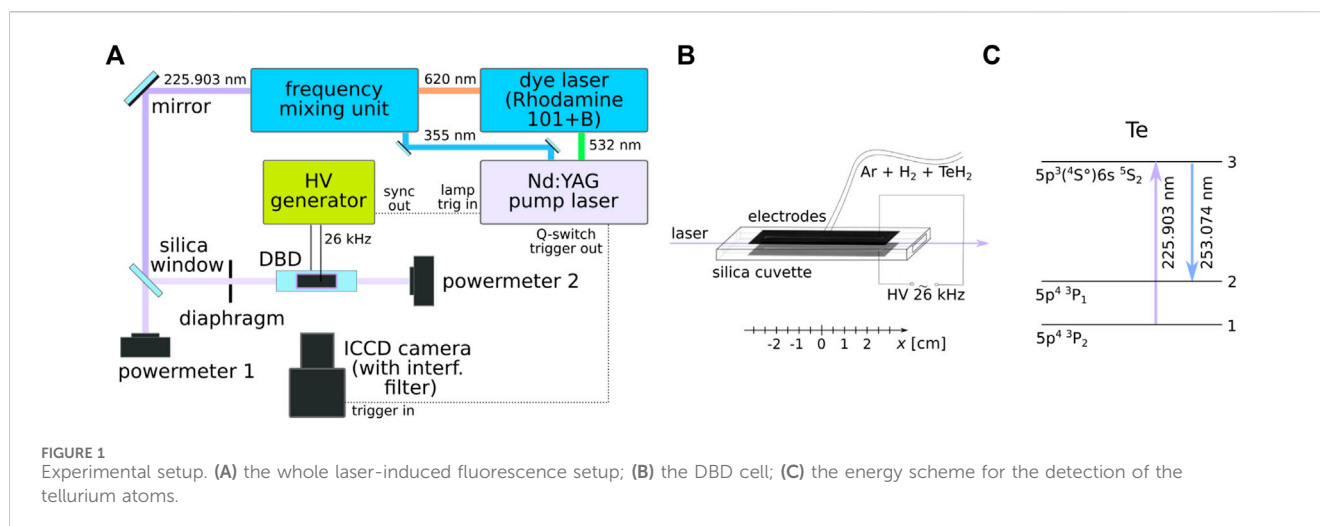 A
225.903 nm
mirror
frequency
mixing unit
620 nm
dye laser
(Rhodamine
101+B)
355 nm
532 nm
HV
generator
sync
out
lamp
trig in
Nd:YAG
pump laser
26 kHz
Q-switch
trigger out
silica
window
DBD
diaphragm
powermeter 2
powermeter 1
ICCD camera
(with interf.
filter)
trigger in
B
Ar + H₂ + TeH₂
electrodes
laser
silica cuvette
HV 26 kHz
~
-2 -1 0 1 2 x [cm]
C
Te
5p³(⁴S°)6s ⁵S₂
3
225.903 nm
253.074 nm
5p⁴ ³P₁
2
5p⁴ ³P₂
1
FIGURE 1
Experimental setup. (A) the whole laser-induced fluorescence setup; (B) the DBD cell; (C) the energy scheme for the detection of the
tellurium atoms.